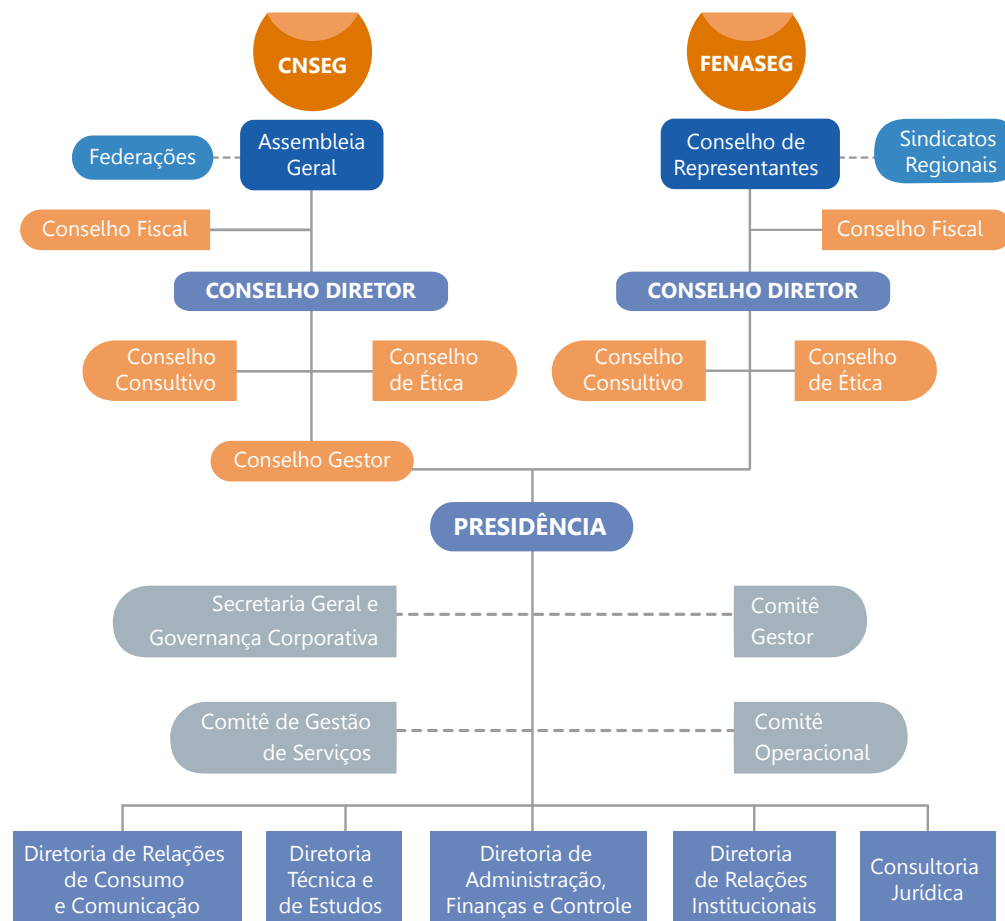 CNSEG
FENASEG
Federações
Assembleia
Geral
Conselho de
Representantes
Sindicatos
Regionais
Conselho Fiscal
Conselho Fiscal
CONSELHO DIRETOR
CONSELHO DIRETOR
Conselho
Consultivo
Conselho
de Ética
Conselho
Consultivo
Conselho
de Ética
Conselho Gestor
PRESIDÊNCIA
Secretaria Geral e
Governança Corporativa
Comitê
Gestor
Comitê de Gestão
de Serviços
Comitê
Operacional
Diretoria de Relações
de Consumo
e Comunicação
Diretoria
Técnica e
de Estudos
Diretoria de
Administração,
Finanças e Controle
Diretoria
de Relações
Institucionais
Consultoria
Jurídica